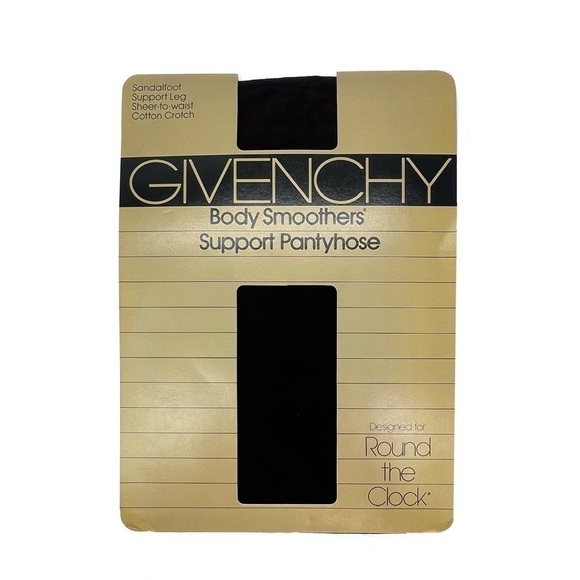 Sandalfoot
Support Leg
Sheer-to-waist
Cotton Crotch
GIVENCHY
Body Smoothers®
Support Pantyhose
Designed for
Round
the
Clock®